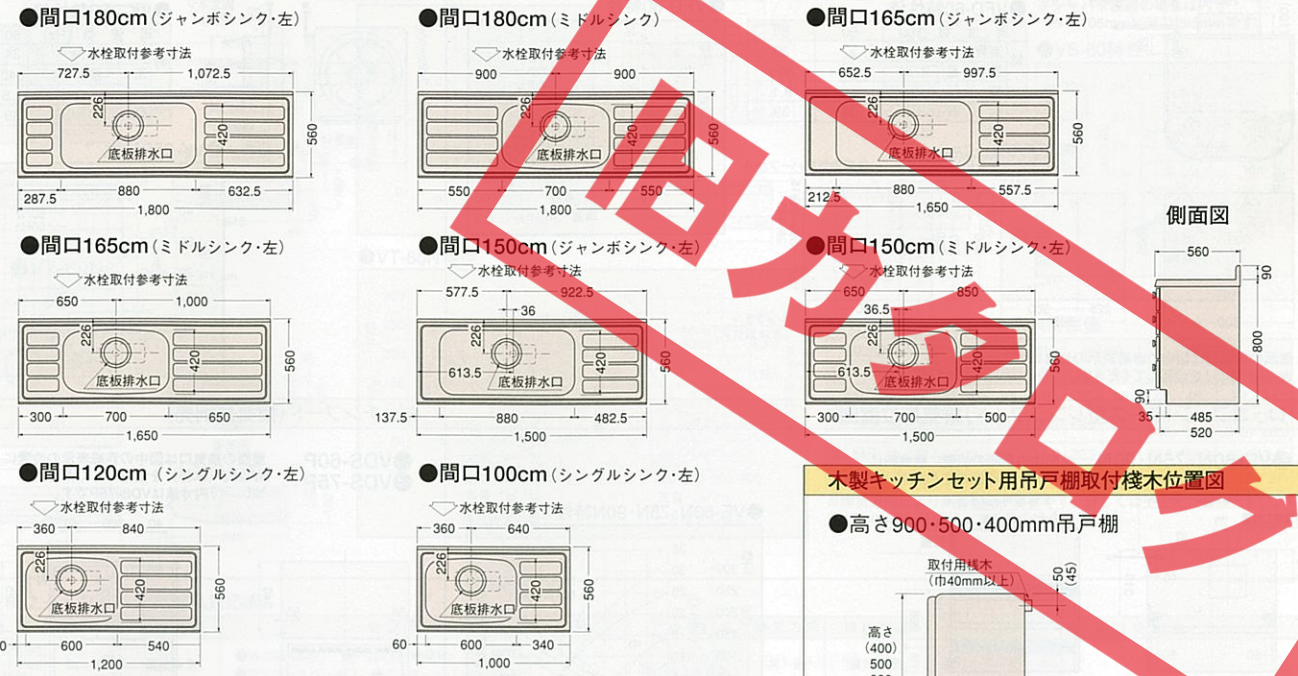 ●間口180cm(ジャンボシンク・左)
水栓取付参考寸法
727.5 1,072.5
226
420
560
底板排水口
287.5 880 632.5
1,800
●間口180cm(ミドルシンク)
水栓取付参考寸法
900 900
226
420
560
底板排水口
550 700 550
1,800
●間口165cm(ジャンボシンク・左)
水栓取付参考寸法
652.5 997.5
226
420
560
底板排水口
212.5 880 557.5
1,650
●間口165cm(ミドルシンク・左)
水栓取付参考寸法
650 1,000
226
420
560
底板排水口
300 700 650
1,650
●間口150cm(ジャンボシンク・左)
水栓取付参考寸法
577.5 922.5
36
226
420
560
613.5
底板排水口
137.5 880 482.5
1,500
●間口150cm(ミドルシンク・左)
水栓取付参考寸法
650 850
36.5
226
420
560
613.5
底板排水口
300 700 500
1,500
側面図
560
90
800
90
35 485
520
●間口120cm (シングルシンク・左)
水栓取付参考寸法
360 840
226
420
560
底板排水口
600 540
1,200
●間口100cm(シングルシンク・左)
水栓取付参考寸法
360 640
226
420
560
底板排水口
60 600 340
1,000
木製キッチンセット用吊戸棚取付棧木位置図
●高さ900・500・400mm吊戸棚
取付用桟木
(巾40mm以上)
50
(45)
高さ
(400)
500
旧カタログ